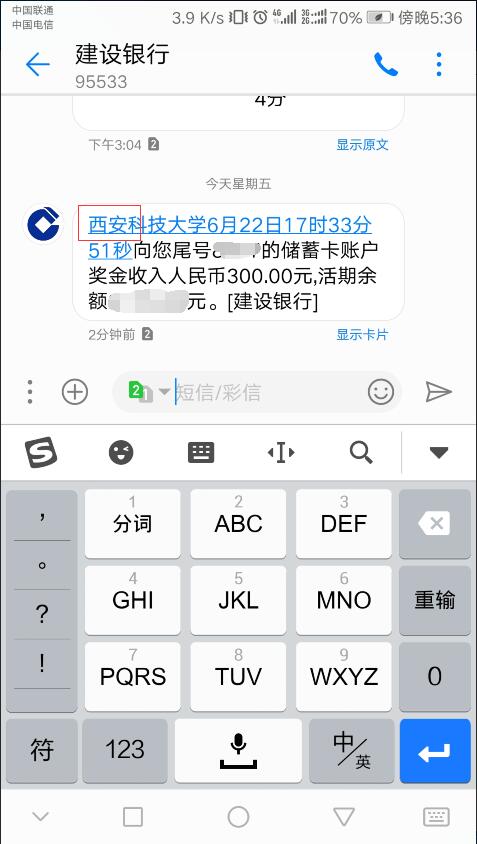 中国联通
中国电信
3.9 K/s 4G 3G 2G 70% 傍晚5:36
建设银行
95533
4分
下午3:04 2 显示原文
今天星期五
西安科技大学6月22日17时33分
51秒向您尾号8的储蓄卡账户
奖金收入人民币300.00元,活期余
额元。[建设银行]
2分钟前 2 显示卡片
2 1 短信/彩信
S
, 1 2 3
分词 ABC DEF
。 4 5 6
GHI JKL MNO 重输
? 7 8 9
! PQRS TUV WXYZ 0
符 123 中/英